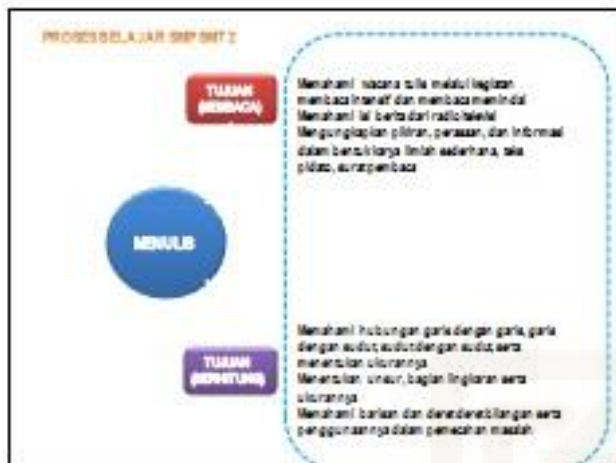 PROSES BELAJAR SMP SMT 2
TUJUAN
(MEMBACA)
Memahami wacana tulis melalui kegiatan
membaca intensif dan membaca memindai
Memahami isi berita dari radio/televisi
Mengungkapkan pikiran, perasaan, dan informasi
dalam bentuk karya ilmiah sederhana, teks
pidato, surat pembaca
MENULIS
TUJUAN
(BERHITUNG)
Memahami hubungan garis dengan garis, garis
dengan sudut, sudut dengan sudut, serta
menentukan ukurannya
Menentukan unsur, bagian lingkaran serta
ukurannya
Memahami barisan dan deret bilangan serta
penggunaannya dalam pemecahan masalah